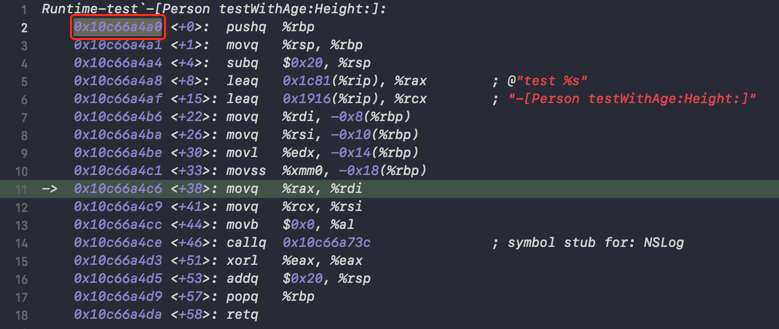 1 Runtime-test`-[Person testWithAge:Height:]:
2 0x10c66a4a0 <+0>: pushq %rbp
3 0x10c66a4a1 <+1>: movq %rsp, %rbp
4 0x10c66a4a4 <+4>: subq $0x20, %rsp
5 0x10c66a4a8 <+8>: leaq 0x1c81(%rip), %rax ; @"test %s"
6 0x10c66a4af <+15>: leaq 0x1916(%rip), %rcx ; "-[Person testWithAge:Height:]"
7 0x10c66a4b6 <+22>: movq %rdi, -0x8(%rbp)
8 0x10c66a4ba <+26>: movq %rsi, -0x10(%rbp)
9 0x10c66a4be <+30>: movl %edx, -0x14(%rbp)
10 0x10c66a4c1 <+33>: movss %xmm0, -0x18(%rbp)
11 -> 0x10c66a4c6 <+38>: movq %rax, %rdi
12 0x10c66a4c9 <+41>: movq %rcx, %rsi
13 0x10c66a4cc <+44>: movb $0x0, %al
14 0x10c66a4ce <+46>: callq 0x10c66a73c ; symbol stub for: NSLog
15 0x10c66a4d3 <+51>: xorl %eax, %eax
16 0x10c66a4d5 <+53>: addq $0x20, %rsp
17 0x10c66a4d9 <+57>: popq %rbp
18 0x10c66a4da <+58>: retq